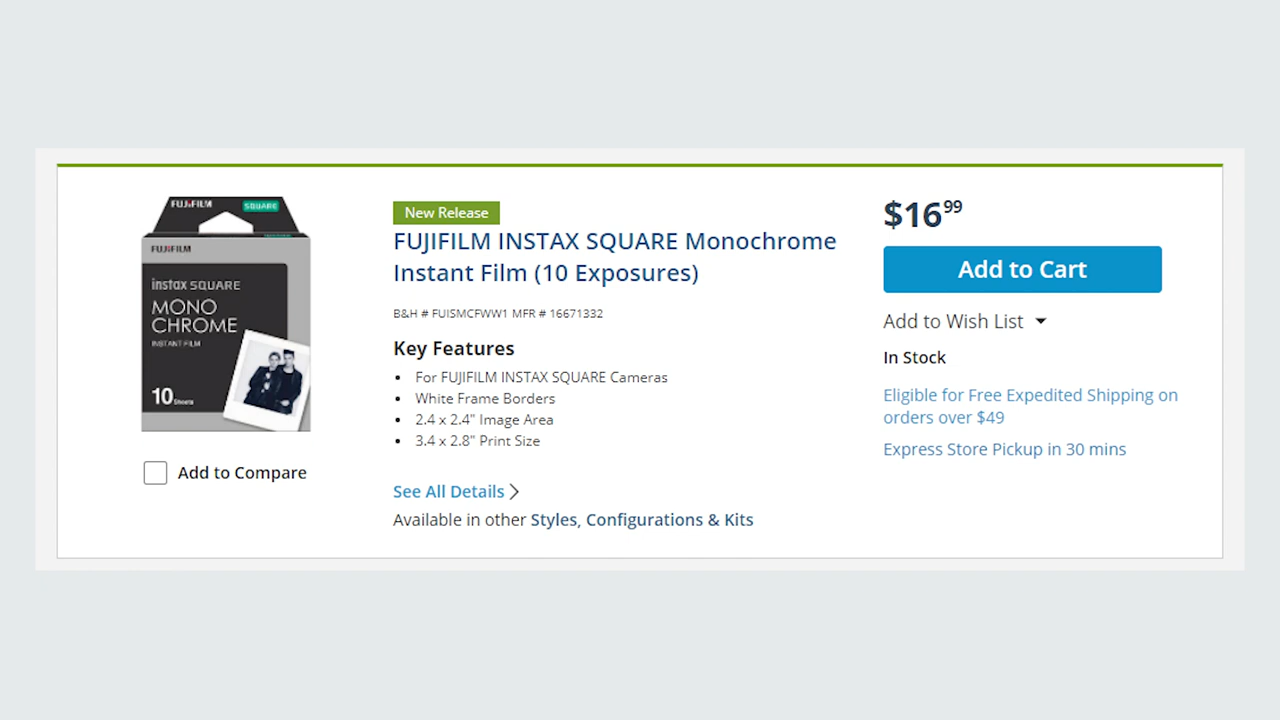 FUJIFILM
SQUARE
FUJIFILM
instax SQUARE
MONO
CHROME
INSTANT FILM
10 Sheets
Add to Compare
New Release
FUJIFILM INSTAX SQUARE Monochrome
Instant Film (10 Exposures)
B&H # FUISMCFWW1 MFR # 16671332
Key Features
• For FUJIFILM INSTAX SQUARE Cameras
• White Frame Borders
• 2.4 x 2.4" Image Area
• 3.4 x 2.8" Print Size
See All Details
Available in other Styles, Configurations & Kits
$16.99
Add to Cart
Add to Wish List
In Stock
Eligible for Free Expedited Shipping on
orders over $49
Express Store Pickup in 30 mins